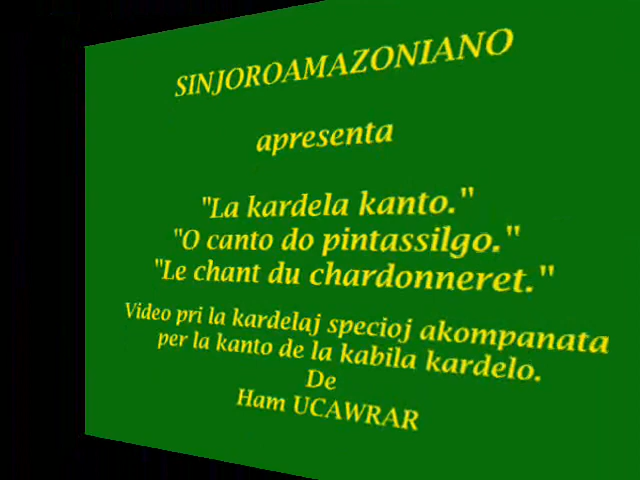 SINJOROAMAZONIANO
apresenta
"La kardela kanto."
"O canto do pintassilgo."
"Le chant du chardonneret."
Video pri la kardelaj specioj akompanata
per la kanto de la kabila kardelo.
De
Ham UCAWRAR